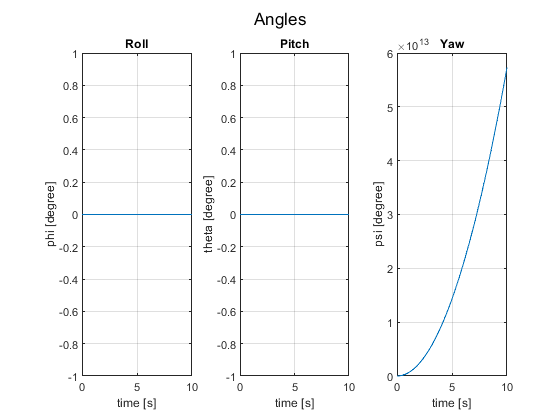 Angles
Roll
1
0.8
0.6
0.4
0.2
0
-0.2
-0.4
-0.6
-0.8
-1
phi [degree]
0 5 10
time [s]
Pitch
1
0.8
0.6
0.4
0.2
0
-0.2
-0.4
-0.6
-0.8
-1
theta [degree]
0 5 10
time [s]
×10¹³ Yaw
6
5
4
3
2
1
0
psi [degree]
0 5 10
time [s]